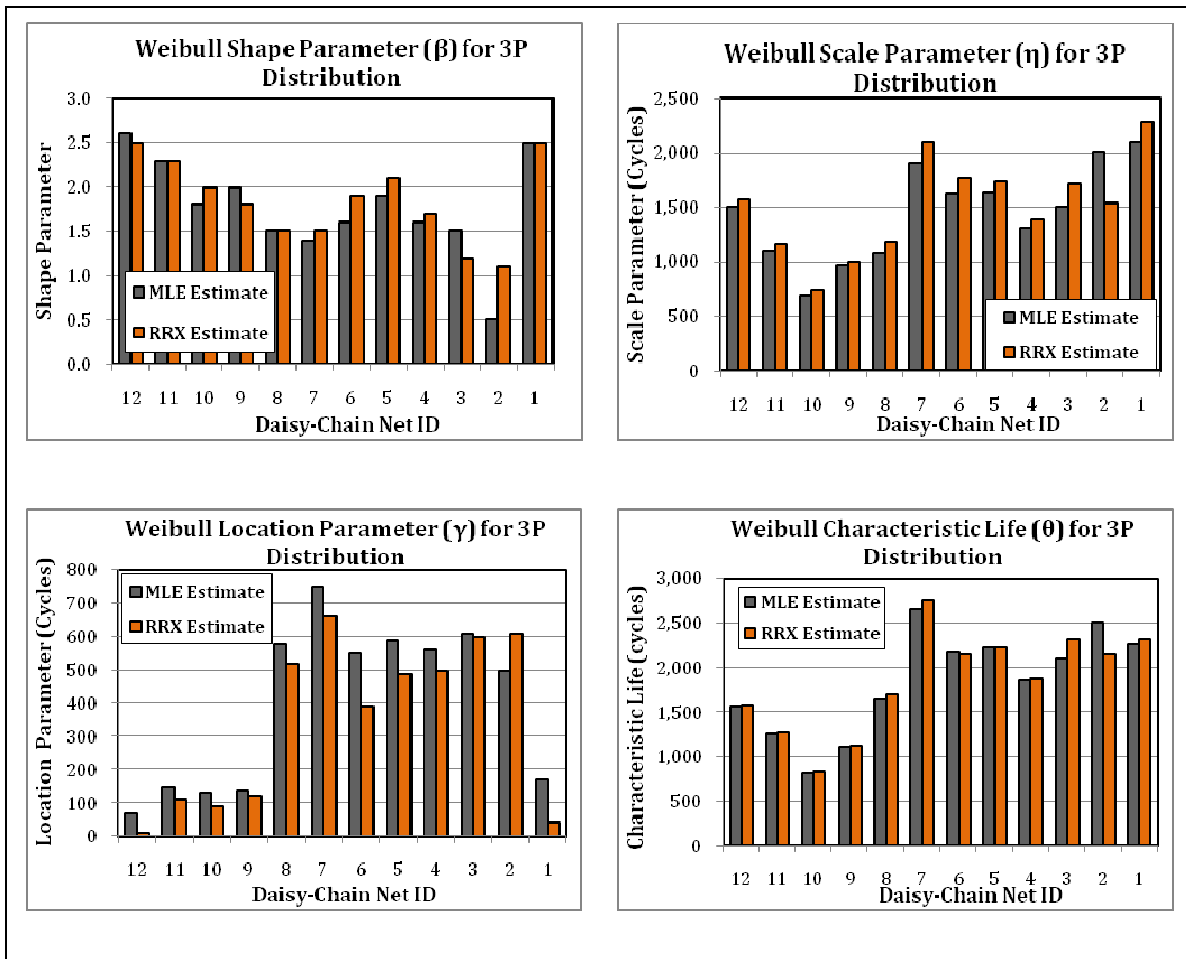 Weibull Shape Parameter (β) for 3P
Distribution
3.0
2.5
2.0
1.5
1.0
0.5
0.0
Shape Parameter
MLE Estimate
RRX Estimate
12 11 10 9 8 7 6 5 4 3 2 1
Daisy-Chain Net ID
Weibull Scale Parameter (η) for 3P
Distribution
2,500
2,000
1,500
1,000
500
0
Scale Parameter (Cycles)
MLE Estimate
RRX Estimate
12 11 10 9 8 7 6 5 4 3 2 1
Daisy-Chain Net ID
Weibull Location Parameter (γ) for 3P
Distribution
800
700
600
500
400
300
200
100
0
Location Parameter (Cycles)
MLE Estimate
RRX Estimate
12 11 10 9 8 7 6 5 4 3 2 1
Daisy-Chain Net ID
Weibull Characteristic Life (θ) for 3P
Distribution
3,000
2,500
2,000
1,500
1,000
500
0
Characteristic Life (cycles)
MLE Estimate
RRX Estimate
12 11 10 9 8 7 6 5 4 3 2 1
Daisy-Chain Net ID